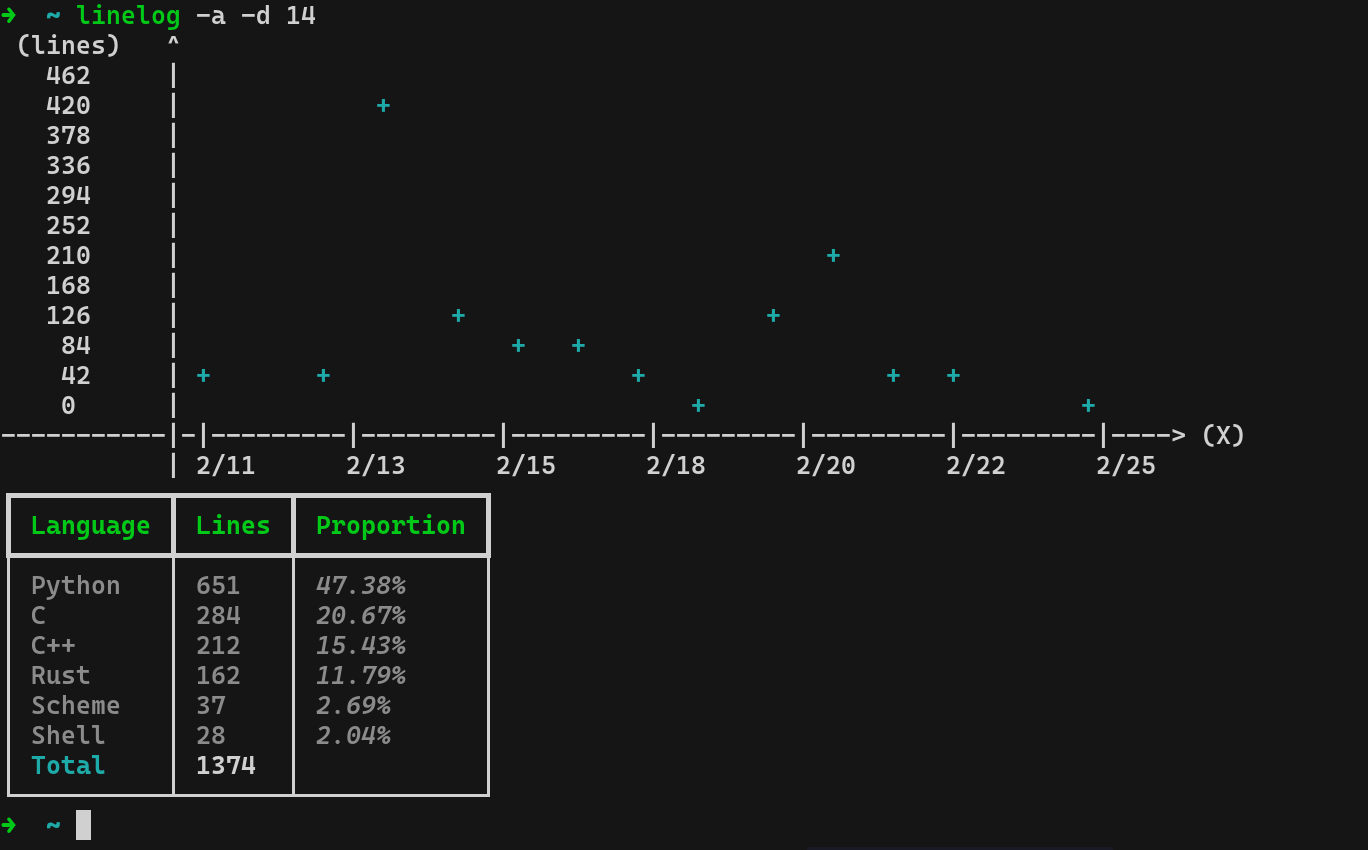 ➜  ~ linelog -a -d 14
(lines)   ^
462      |
420      |             +
378      |
336      |
294      |
252      |
210      |                                           +
168      |
126      |                  +                    +
84      |                      +   +
42      | +       +                    +                +   +
0      |                                  +                         +
-----------|-|---------|---------|---------|---------|---------|---------|----> (X)
| 2/11      2/13      2/15      2/18      2/20      2/22      2/25
Language Lines Proportion
Python 651 47.38%
C 284 20.67%
C++ 212 15.43%
Rust 162 11.79%
Scheme 37 2.69%
Shell 28 2.04%
Total 1374
➜  ~